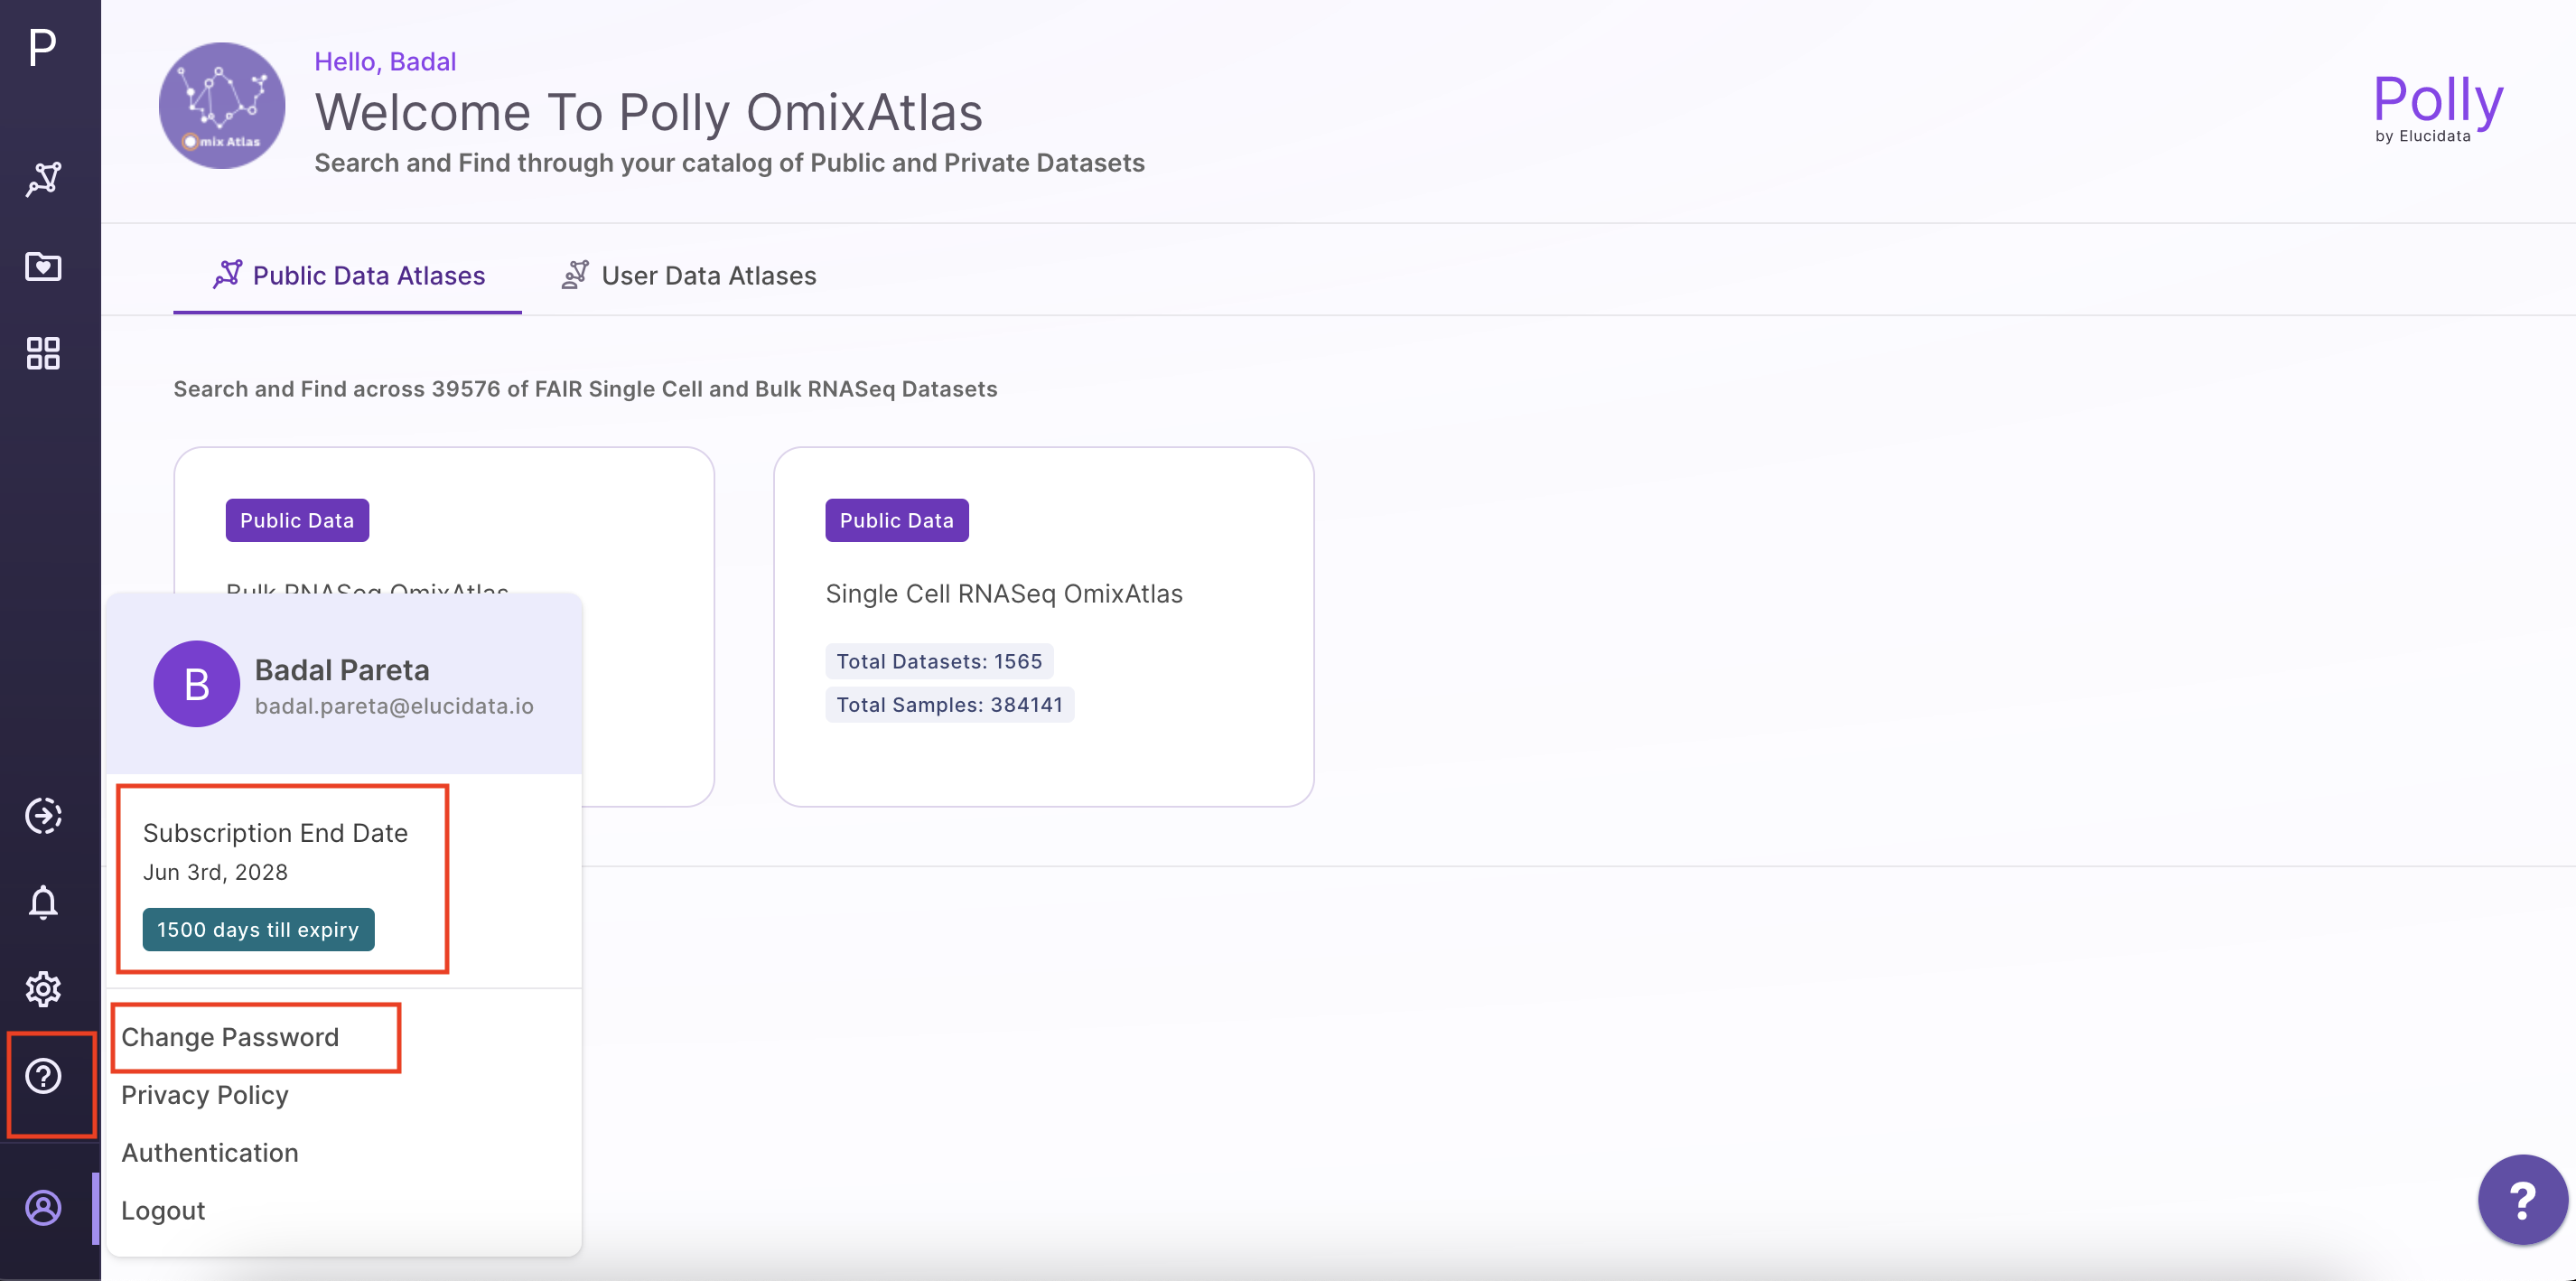 P
Hello, Badal
Welcome To Polly OmixAtlas
Search and Find through your catalog of Public and Private Datasets
Omix Atlas
Polly
by Elucidata
Public Data Atlases
User Data Atlases
Search and Find across 39576 of FAIR Single Cell and Bulk RNASeq Datasets
Public Data
Bulk RNASeq OmixAtlas
Public Data
Single Cell RNASeq OmixAtlas
Total Datasets: 1565
Total Samples: 384141
B
Badal Pareta
badal.pareta@elucidata.io
Subscription End Date
Jun 3rd, 2028
1500 days till expiry
Change Password
Privacy Policy
Authentication
Logout
?
?